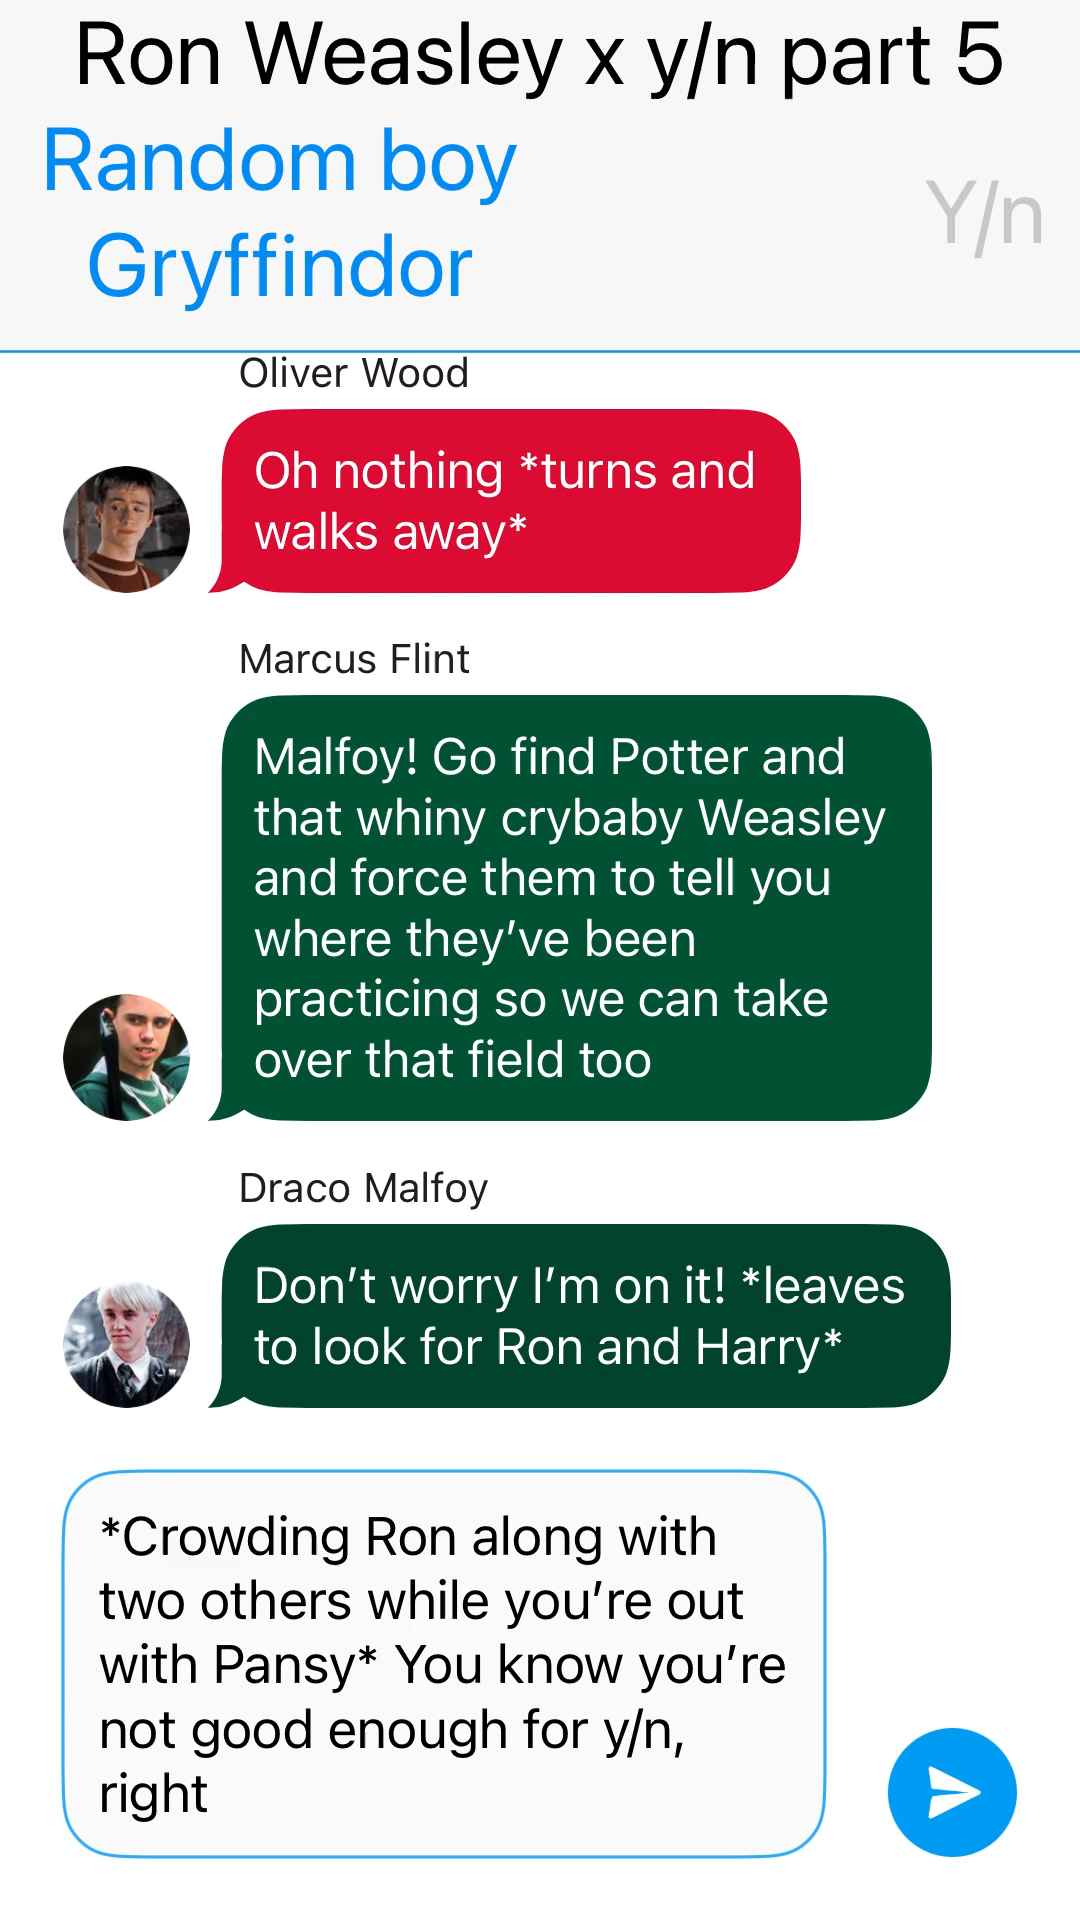 Ron Weasley x y/n part 5
Random boy
Gryffindor
Y/n
Oliver Wood
Oh nothing *turns and
walks away*
Marcus Flint
Malfoy! Go find Potter and
that whiny crybaby Weasley
and force them to tell you
where they’ve been
practicing so we can take
over that field too
Draco Malfoy
Don’t worry I’m on it! *leaves
to look for Ron and Harry*
*Crowding Ron along with
two others while you’re out
with Pansy* You know you’re
not good enough for y/n,
right